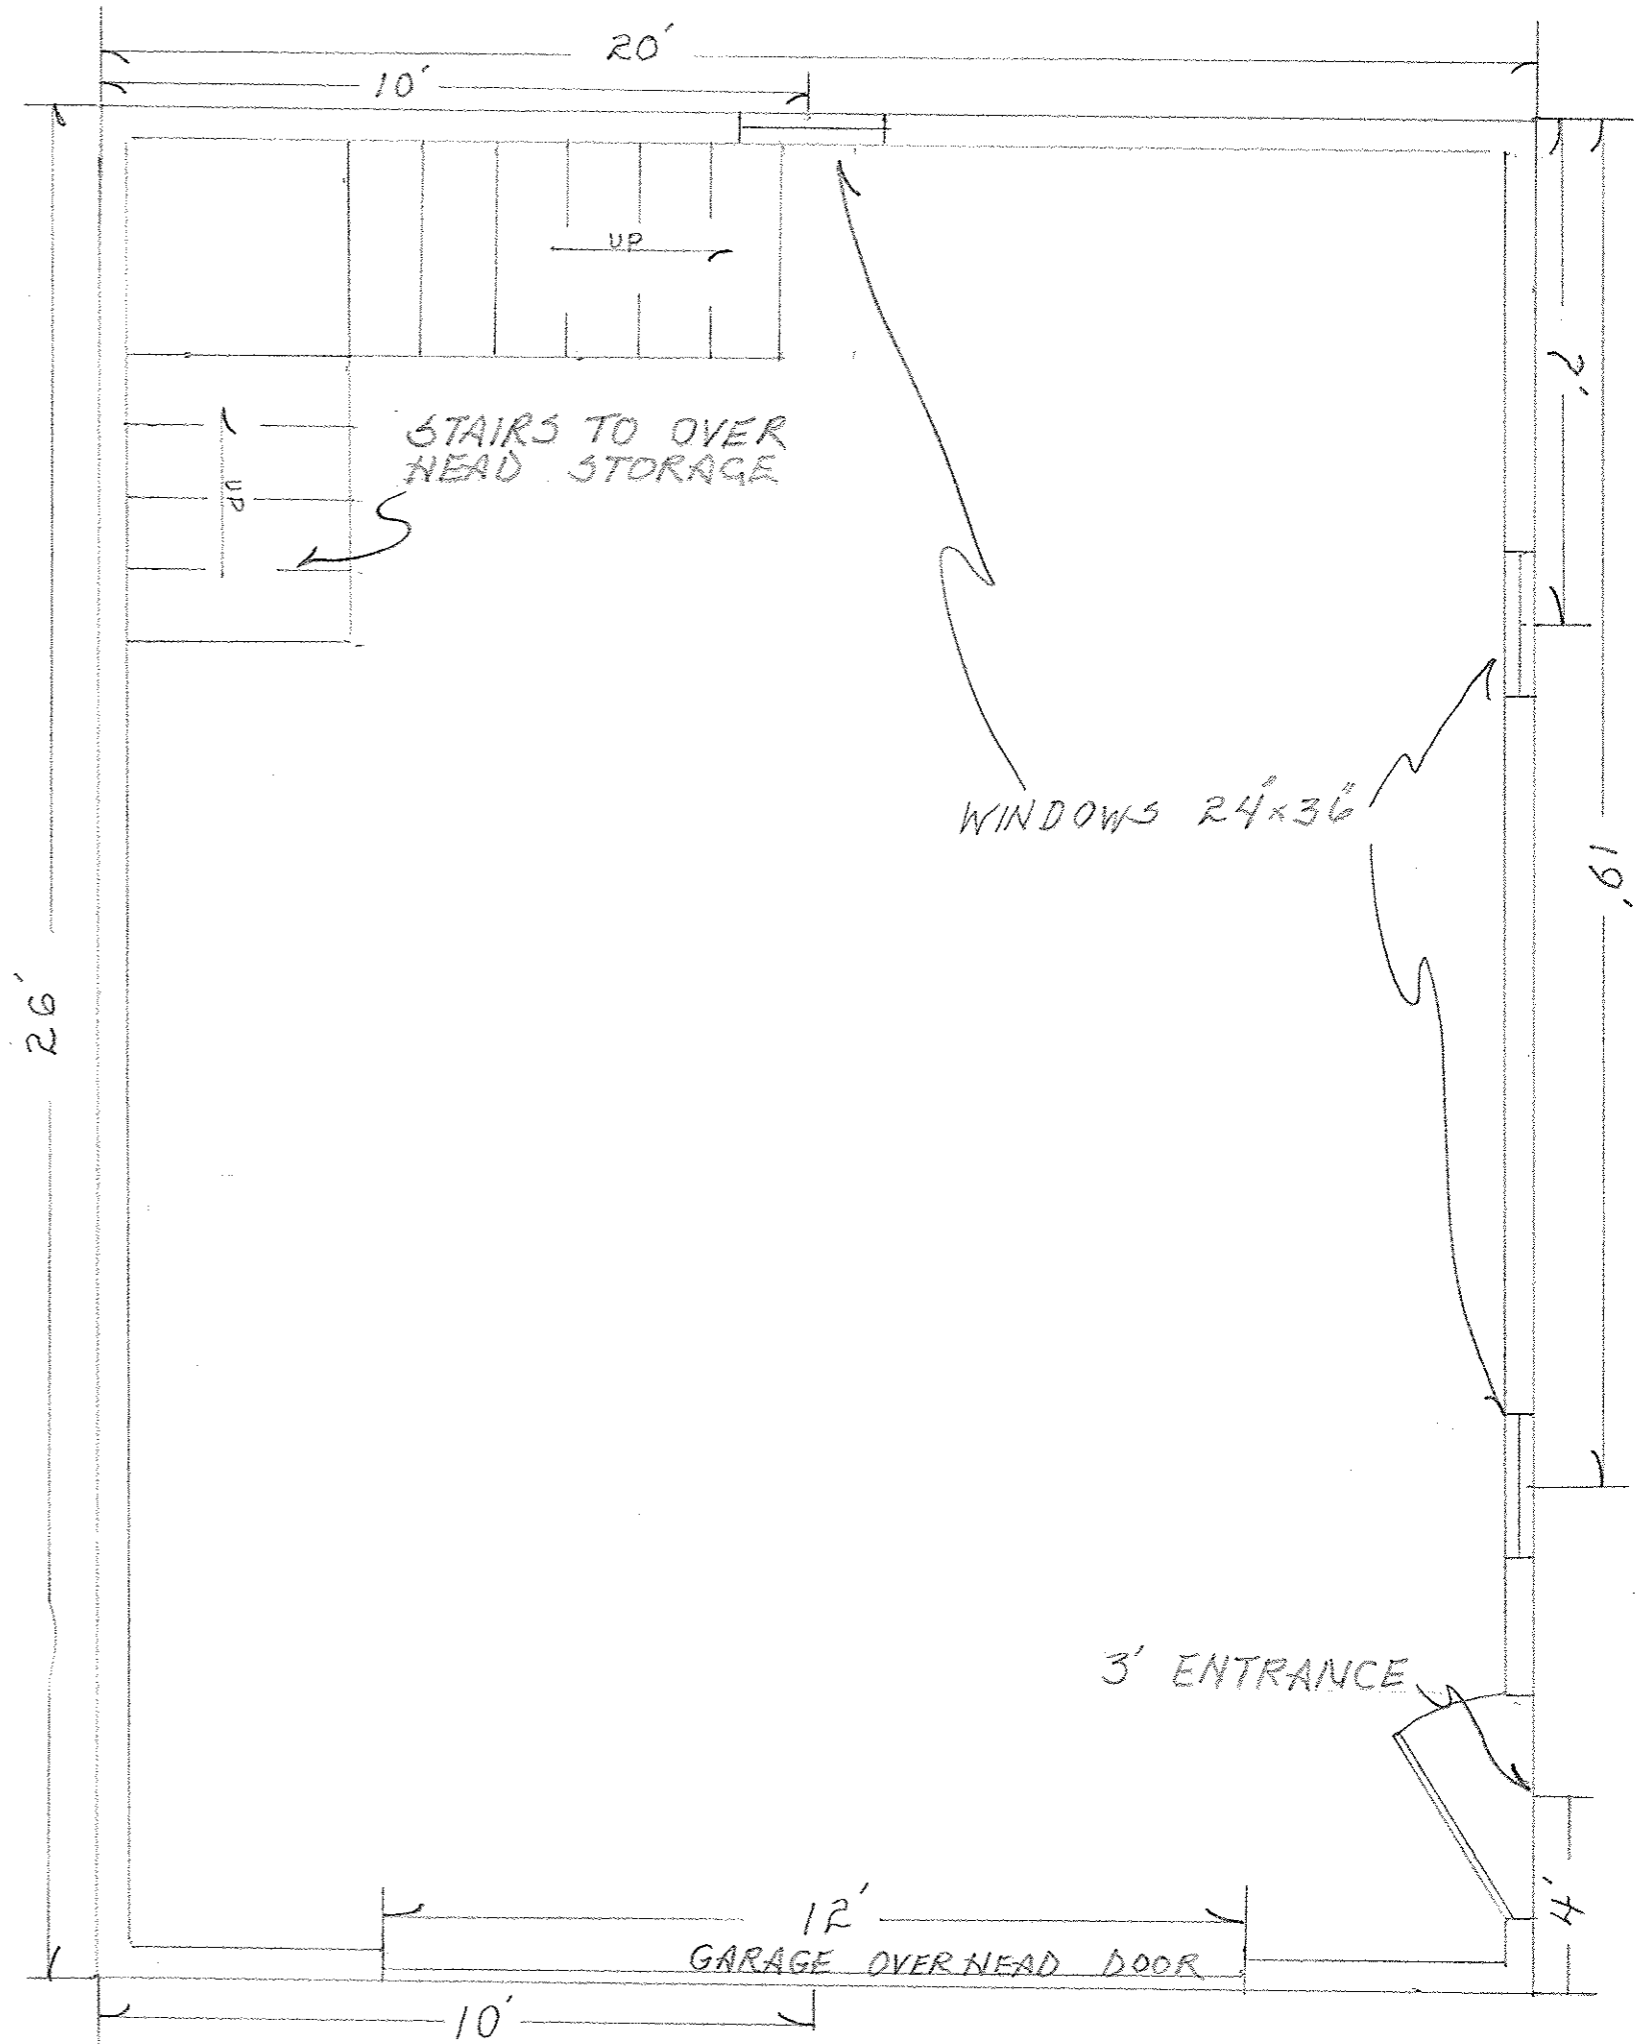 20'
10'
UP
7'
STAIRS TO OVER
HEAD STORAGE
UP
WINDOWS 24"x36"
19'
26'
3' ENTRANCE
4'
12'
GARAGE OVERHEAD DOOR
10'